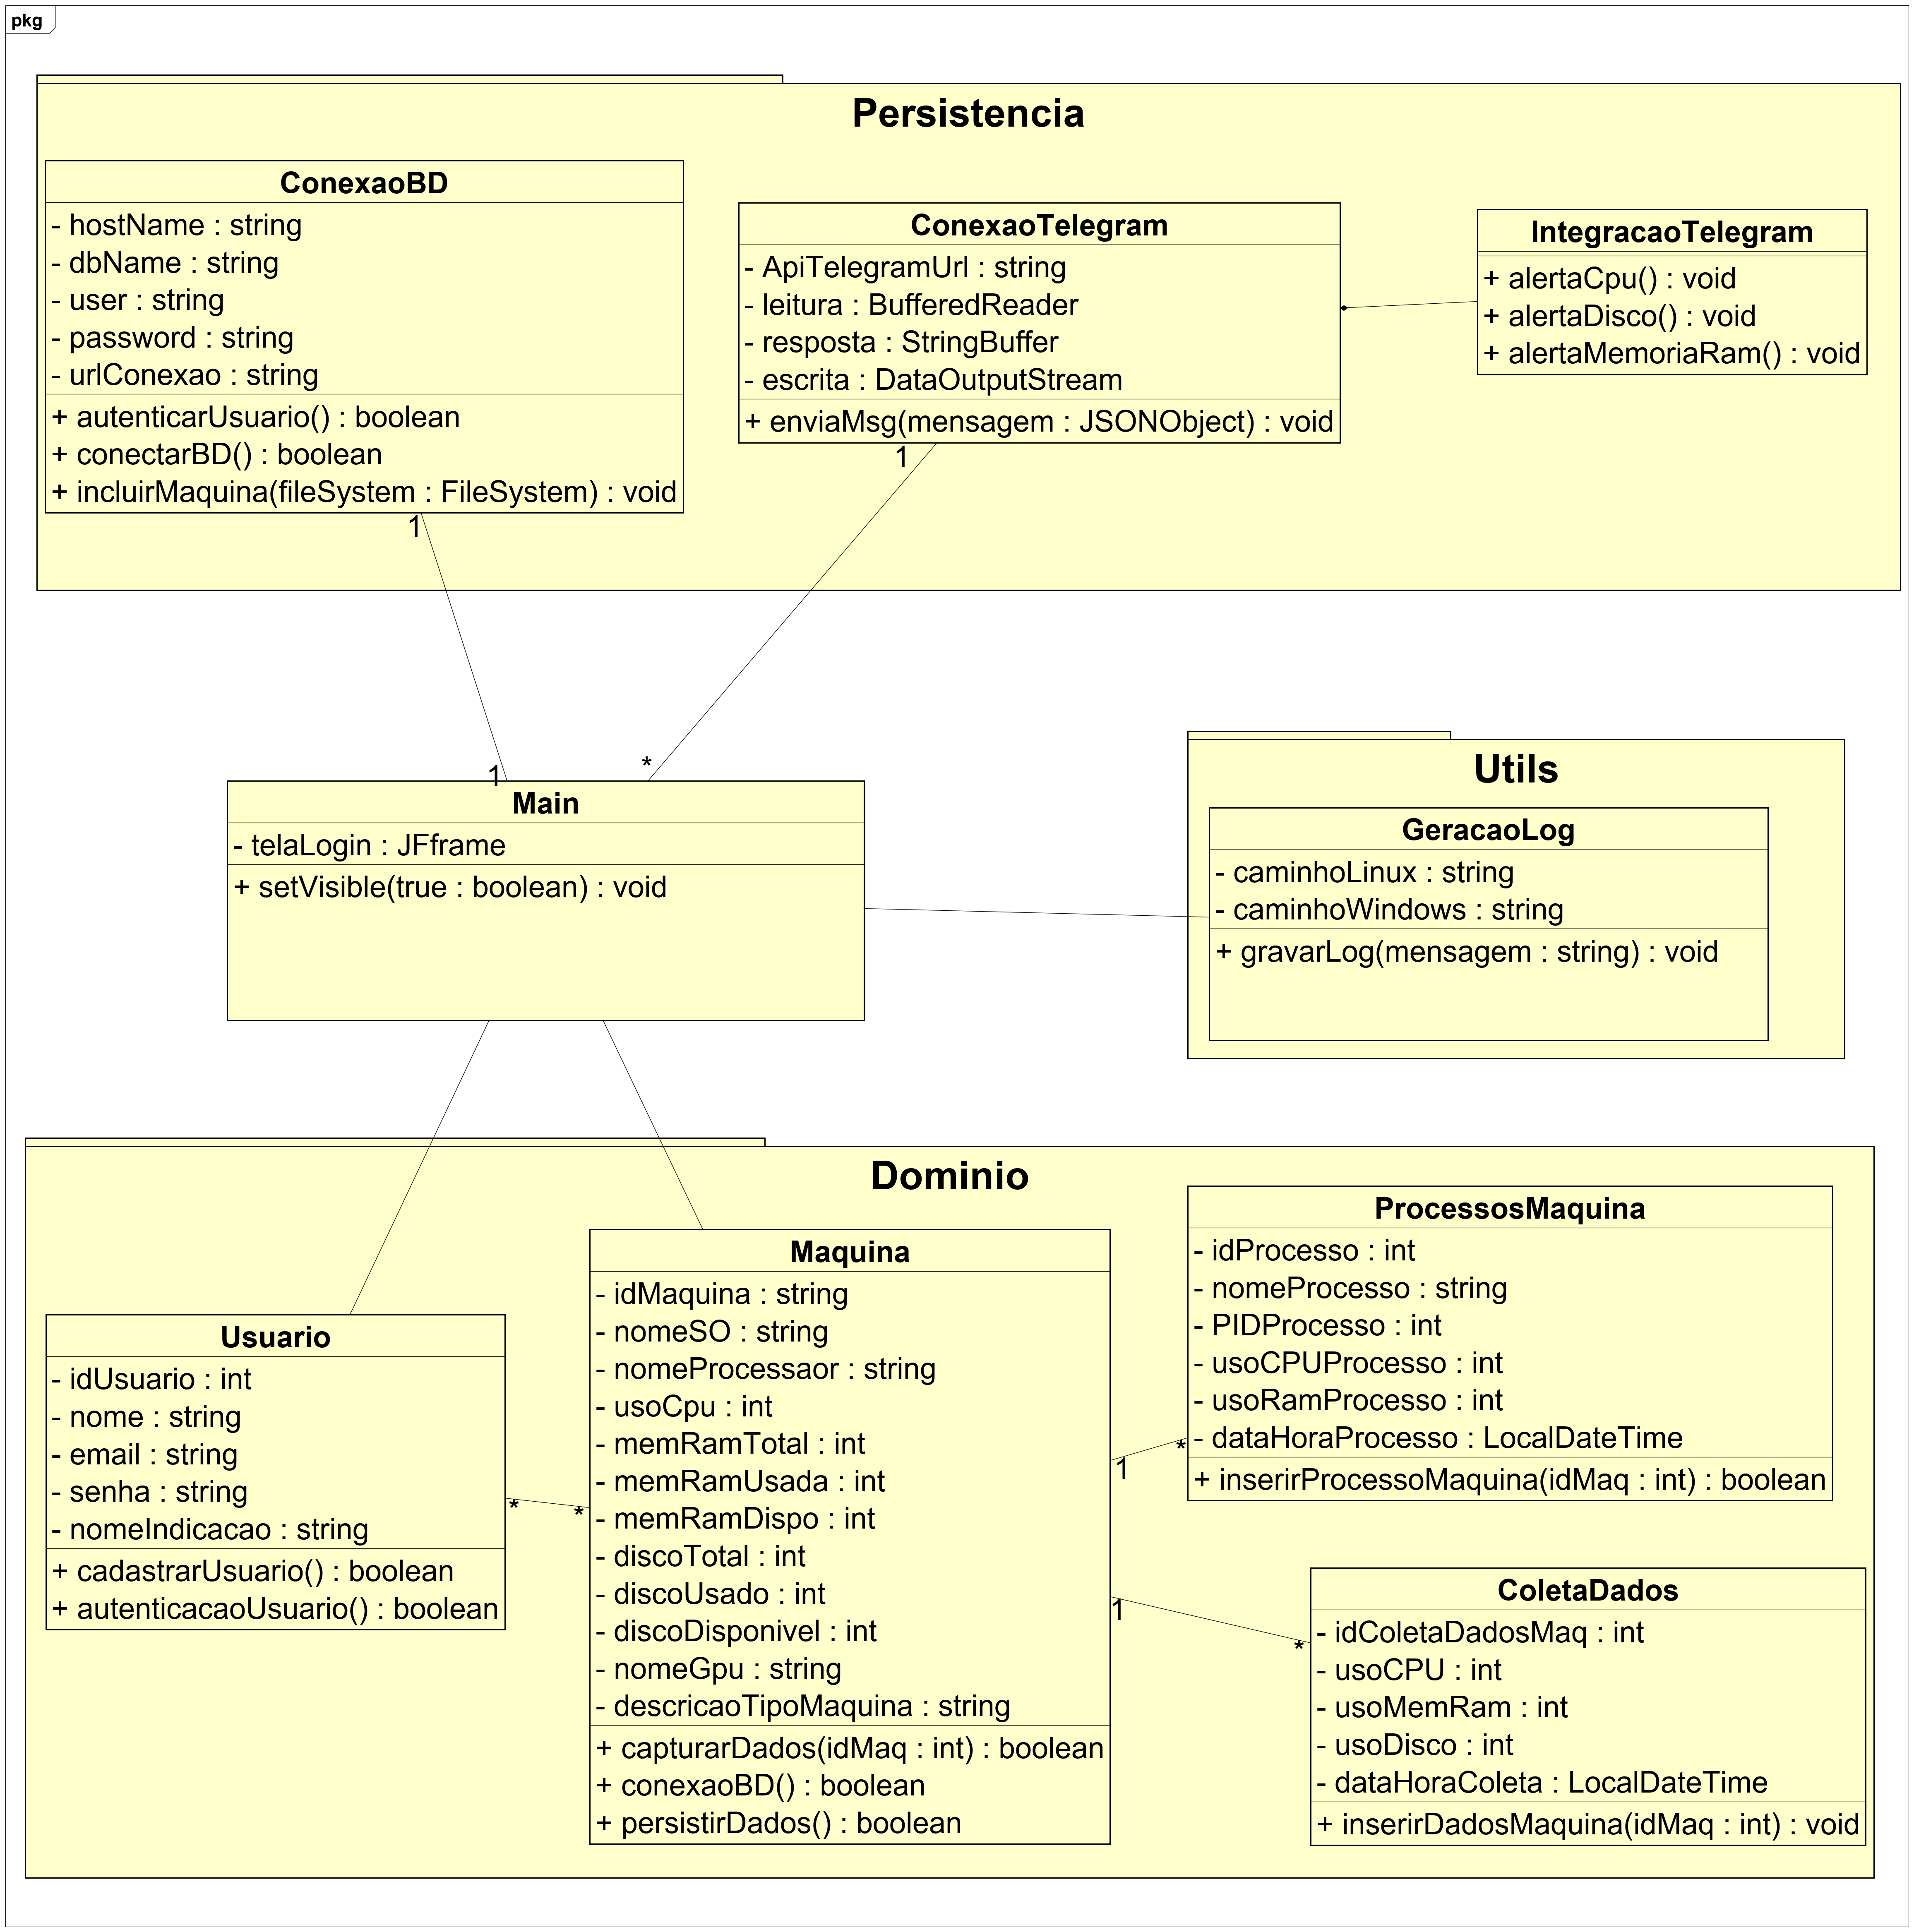 pkg
Persistencia
ConexaoBD
- hostName : string
- dbName : string
- user : string
- password : string
- urlConexao : string
+ autenticarUsuario() : boolean
+ conectarBD() : boolean
+ incluirMaquina(fileSystem : FileSystem) : void
ConexaoTelegram
- ApiTelegramUrl : string
- leitura : BufferedReader
- resposta : StringBuffer
- escrita : DataOutputStream
+ enviaMsg(mensagem : JSONObject) : void
IntegracaoTelegram
+ alertaCpu() : void
+ alertaDisco() : void
+ alertaMemoriaRam() : void
1
1
1
*
Main
- telaLogin : JFframe
+ setVisible(true : boolean) : void
Utils
GeracaoLog
- caminhoLinux : string
- caminhoWindows : string
+ gravarLog(mensagem : string) : void
Dominio
Usuario
- idUsuario : int
- nome : string
- email : string
- senha : string
- nomeIndicacao : string
+ cadastrarUsuario() : boolean
+ autenticacaoUsuario() : boolean
*
*
Maquina
- idMaquina : string
- nomeSO : string
- nomeProcessaor : string
- usoCpu : int
- memRamTotal : int
- memRamUsada : int
- memRamDispo : int
- discoTotal : int
- discoUsado : int
- discoDisponivel : int
- nomeGpu : string
- descricaoTipoMaquina : string
+ capturarDados(idMaq : int) : boolean
+ conexaoBD() : boolean
+ persistirDados() : boolean
1
*
1
*
ProcessosMaquina
- idProcesso : int
- nomeProcesso : string
- PIDProcesso : int
- usoCPUProcesso : int
- usoRamProcesso : int
- dataHoraProcesso : LocalDateTime
+ inserirProcessoMaquina(idMaq : int) : boolean
ColetaDados
- idColetaDadosMaq : int
- usoCPU : int
- usoMemRam : int
- usoDisco : int
- dataHoraColeta : LocalDateTime
+ inserirDadosMaquina(idMaq : int) : void